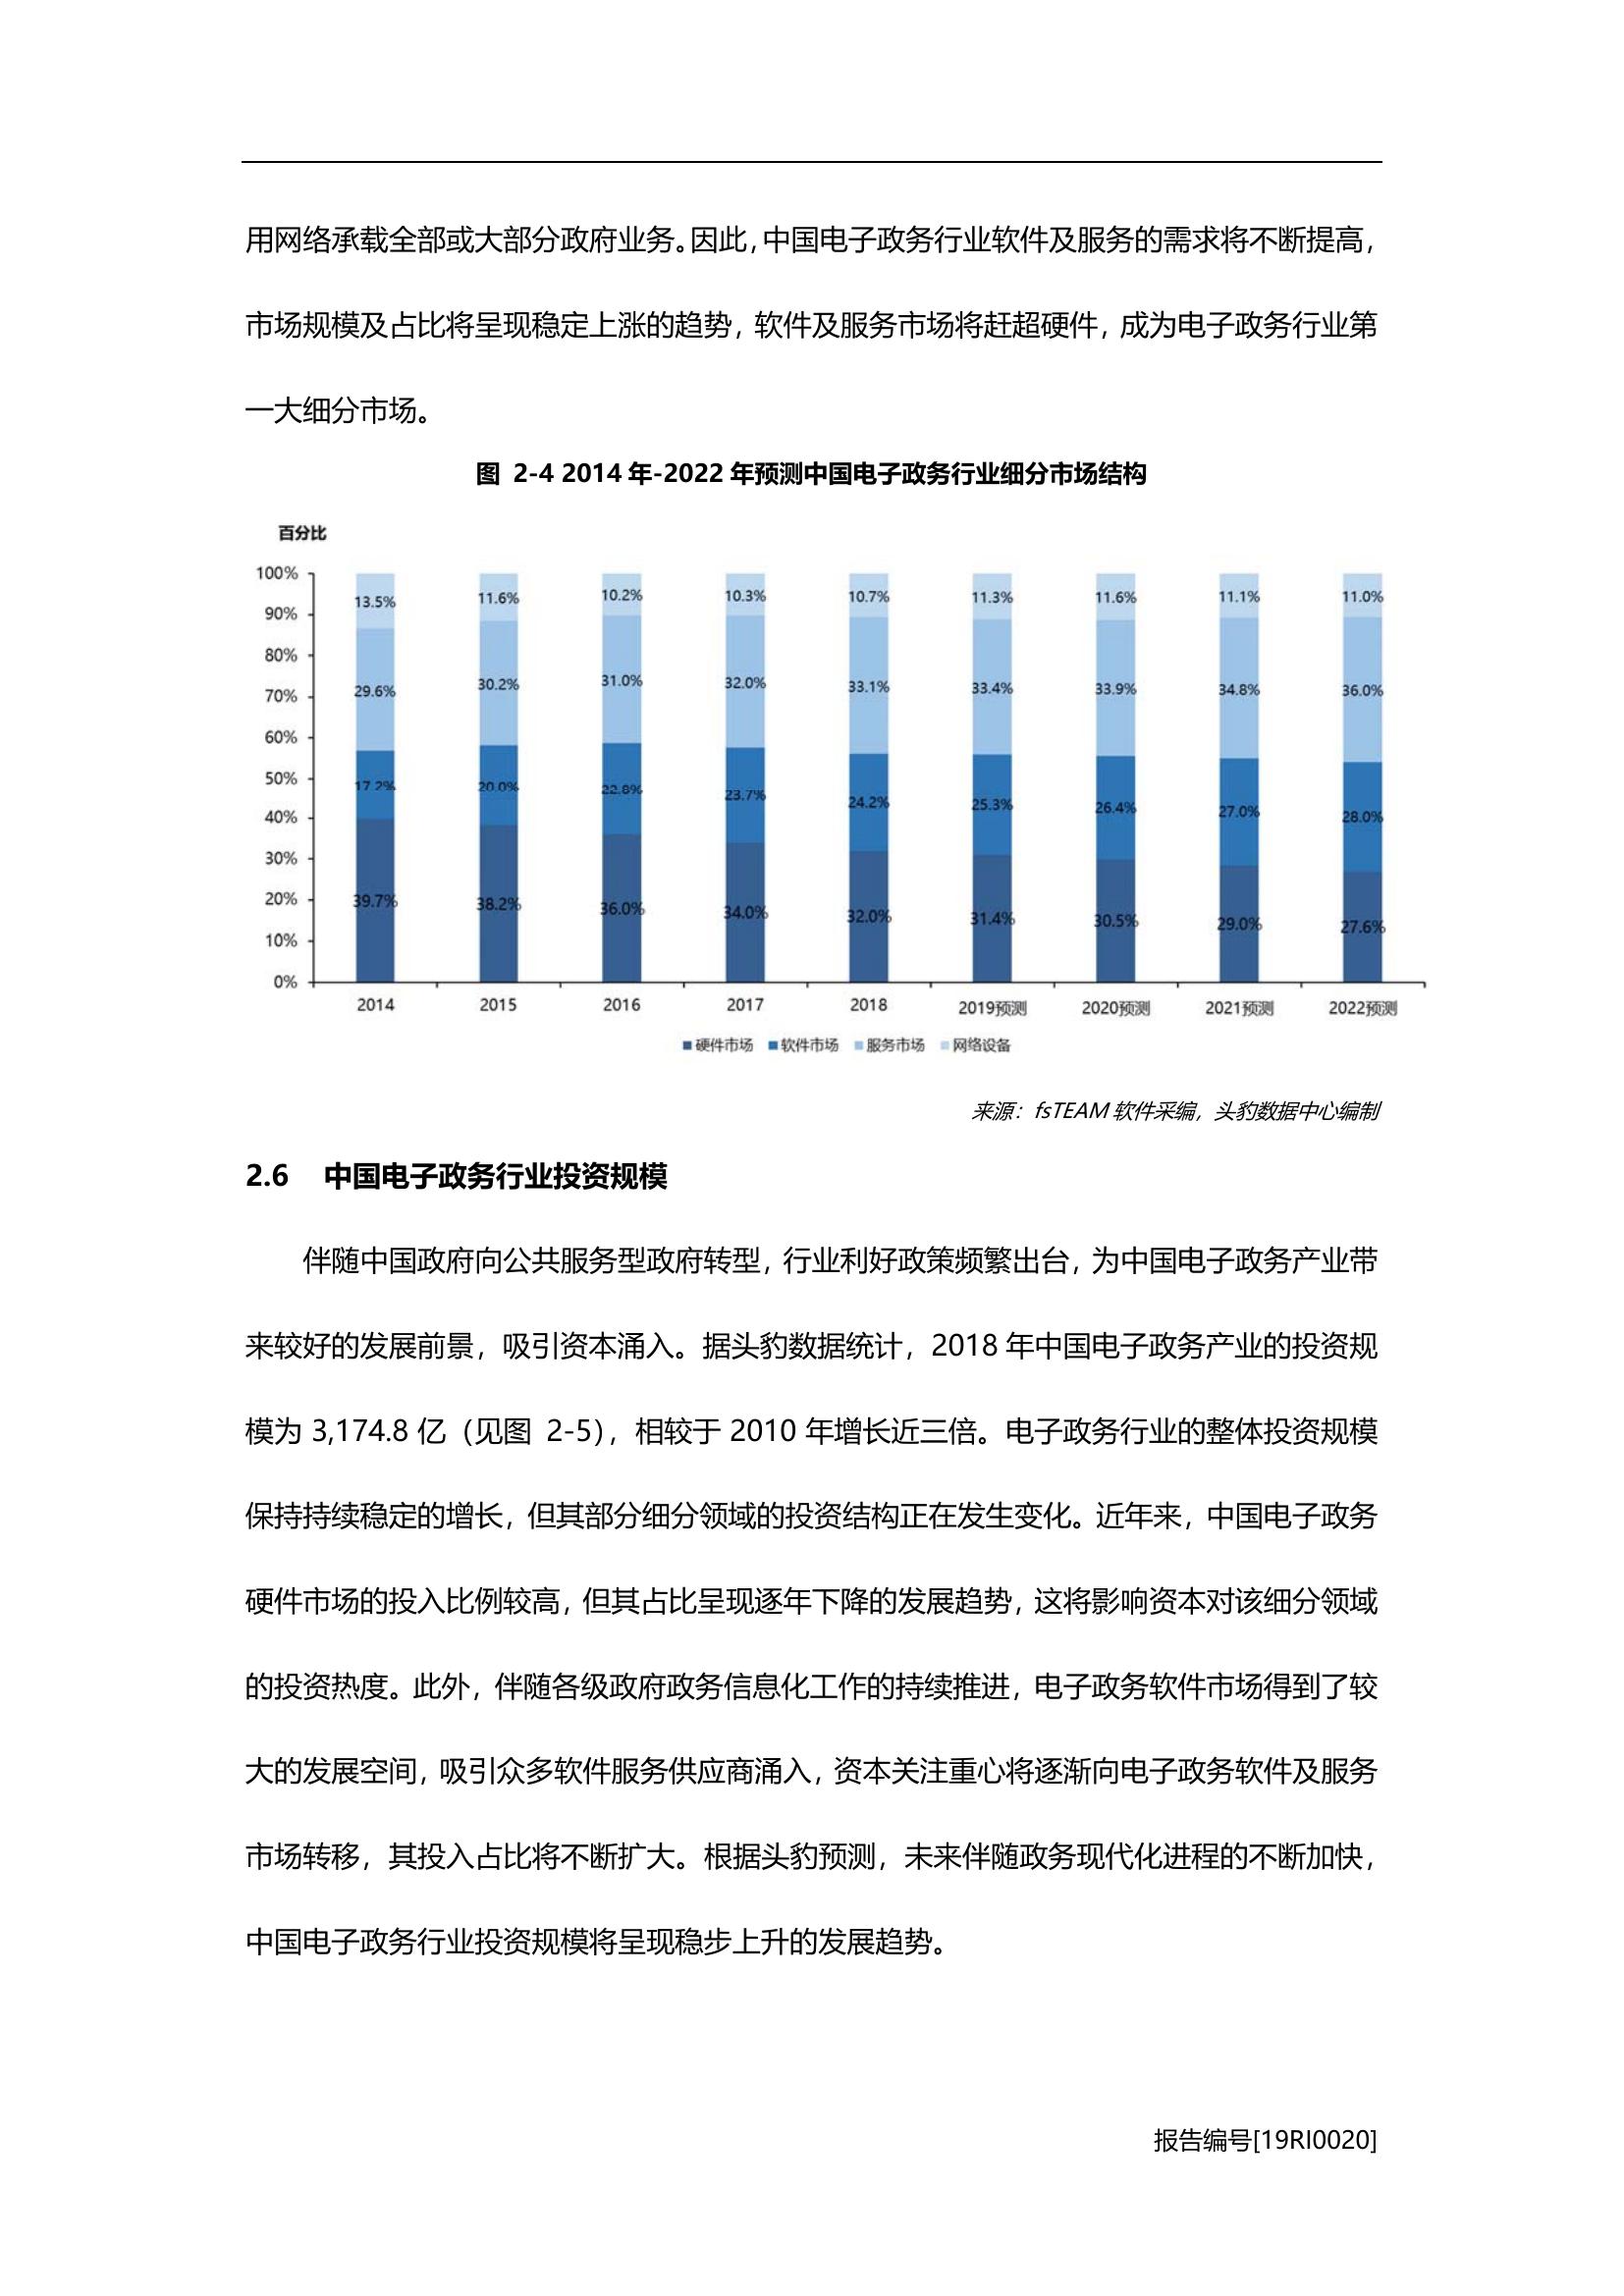 用网络承载全部或大部分政府业务。因此，中国电子政务行业软件及服务的需求将不断提高，
市场规模及占比将呈现稳定上涨的趋势，软件及服务市场将赶超硬件，成为电子政务行业第
一大细分市场。
图 2-4 2014 年-2022 年预测中国电子政务行业细分市场结构
百分比
100%
90%
80%
70%
60%
50%
40%
30%
20%
10%
0%
13.5% 11.6% 10.2% 10.3% 10.7% 11.3% 11.6% 11.1% 11.0%
29.6% 30.2% 31.0% 32.0% 33.1% 33.4% 33.9% 34.8% 36.0%
17.2% 20.0% 22.8% 23.7% 24.2% 25.3% 26.4% 27.0% 28.0%
39.7% 38.2% 36.0% 34.0% 32.0% 31.4% 30.5% 29.0% 27.6%
2014 2015 2016 2017 2018 2019预测 2020预测 2021预测 2022预测
硬件市场 软件市场 服务市场 网络设备
来源：fsTEAM 软件采编，头豹数据中心编制
2.6 中国电子政务行业投资规模
伴随中国政府向公共服务型政府转型，行业利好政策频繁出台，为中国电子政务产业带
来较好的发展前景，吸引资本涌入。据头豹数据统计，2018 年中国电子政务产业的投资规
模为 3,174.8 亿（见图 2-5），相较于 2010 年增长近三倍。电子政务行业的整体投资规模
保持持续稳定的增长，但其部分细分领域的投资结构正在发生变化。近年来，中国电子政务
硬件市场的投入比例较高，但其占比呈现逐年下降的发展趋势，这将影响资本对该细分领域
的投资热度。此外，伴随各级政府政务信息化工作的持续推进，电子政务软件市场得到了较
大的发展空间，吸引众多软件服务供应商涌入，资本关注重心将逐渐向电子政务软件及服务
市场转移，其投入占比将不断扩大。根据头豹预测，未来伴随政务现代化进程的不断加快，
中国电子政务行业投资规模将呈现稳步上升的发展趋势。
报告编号[19RI0020]